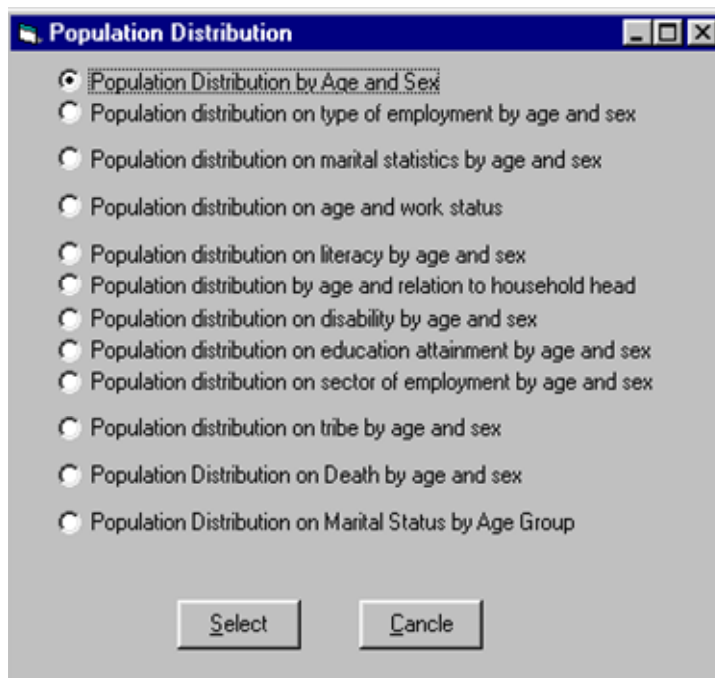 Population Distribution
Population Distribution by Age and Sex
Population distribution on type of employment by age and sex
Population distribution on marital statistics by age and sex
Population distribution on age and work status
Population distribution on literacy by age and sex
Population distribution by age and relation to household head
Population distribution on disability by age and sex
Population distribution on education attainment by age and sex
Population distribution on sector of employment by age and sex
Population distribution on tribe by age and sex
Population Distribution on Death by age and sex
Population Distribution on Marital Status by Age Group
Select Cancle